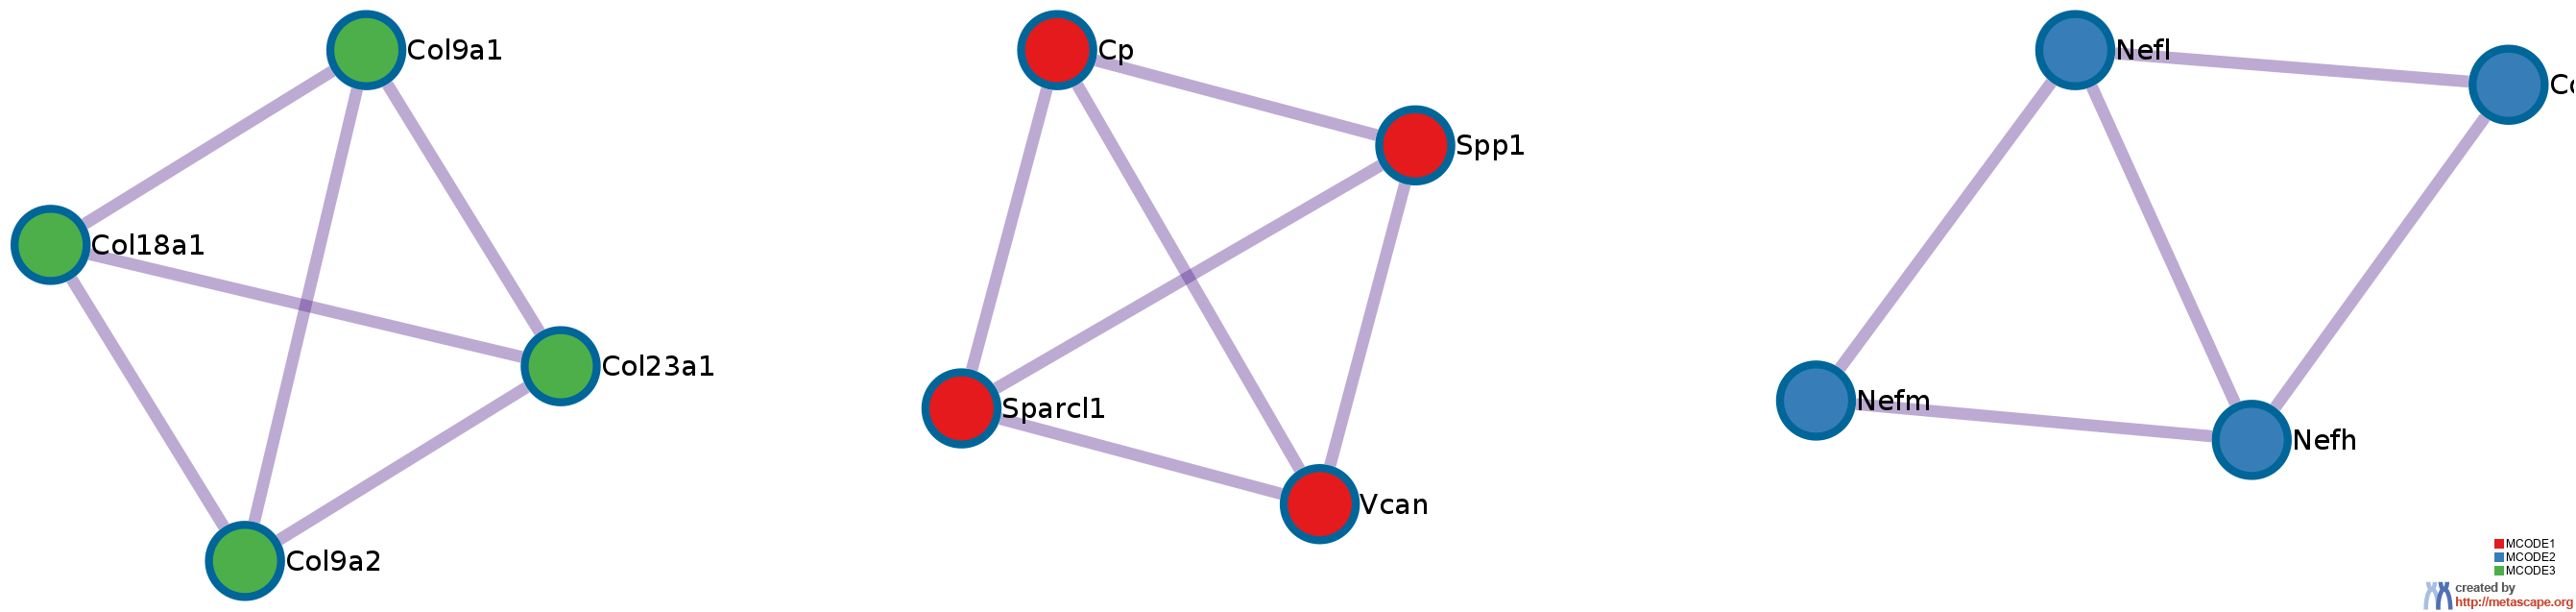 Col9a1
Col18a1
Col23a1
Col9a2
Cp
Spp1
Sparcl1
Vcan
Nefl
Nefm
Nefh
MCODE1
MCODE2
MCODE3
created by
http://metascape.org